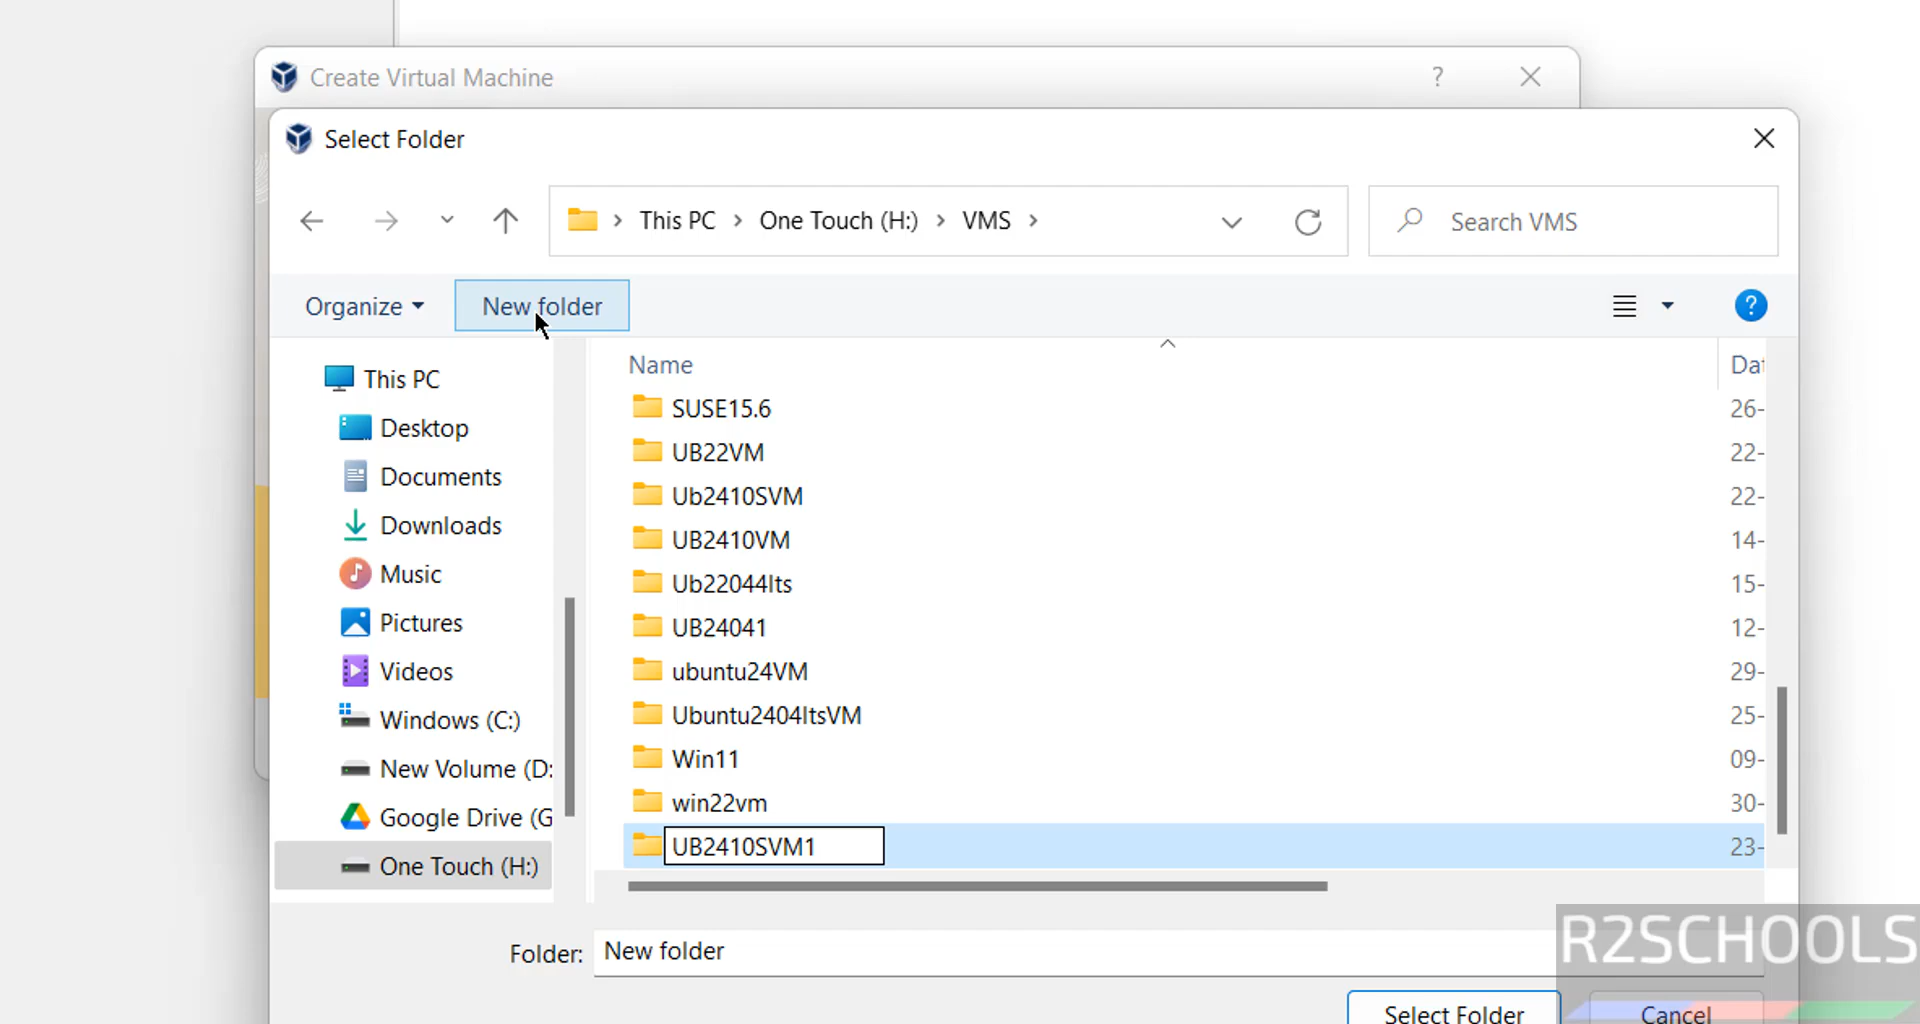 Create Virtual Machine ?
Select Folder
This PC One Touch (H:) VMS
Search VMS
Organize New folder
?
Name Dat
This PC
Desktop
Documents
Downloads
Music
Pictures
Videos
Windows (C:)
New Volume (D:
Google Drive (G
One Touch (H:)
SUSE15.6 26-
UB22VM 22-
Ub2410SVM 22-
UB2410VM 14-
Ub22044lts 15-
UB24041 12-
ubuntu24VM 29-
Ubuntu2404ltsVM 25-
Win11 09-
win22vm 30-
UB2410SVM1 23-
Folder: New folder
R2SCHOOLS
Select Folder Cancel